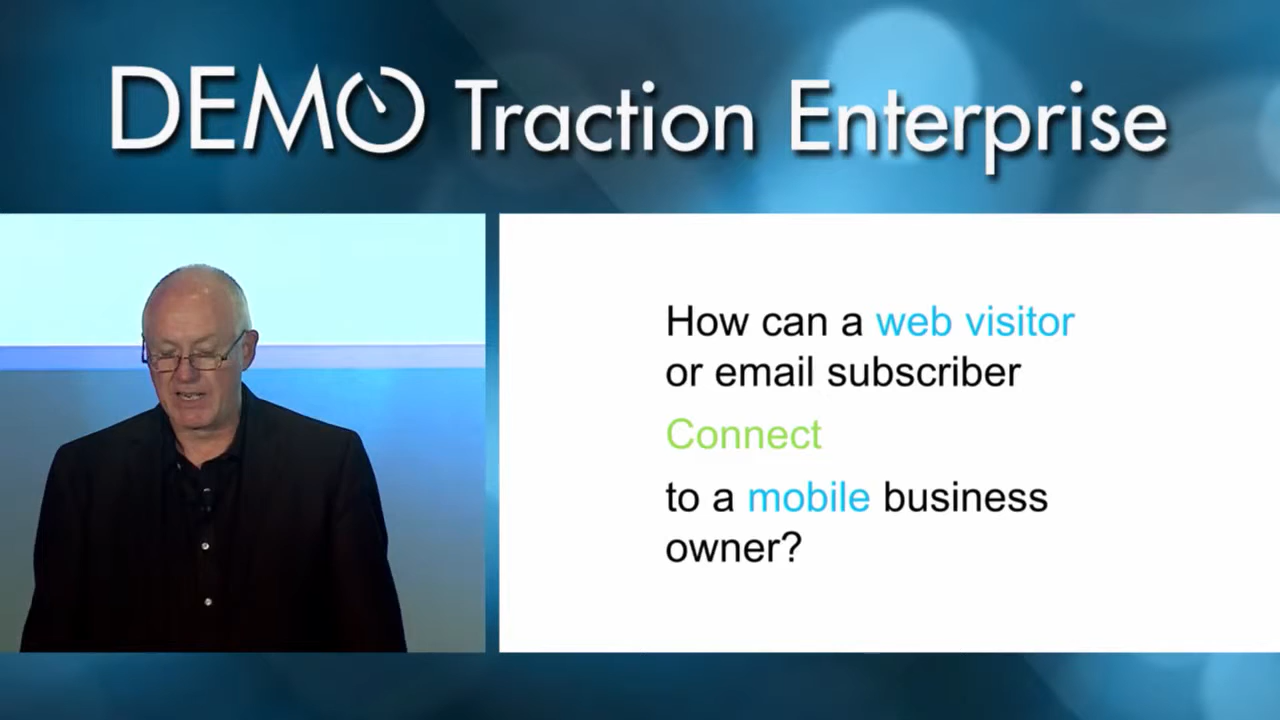 DEMO Traction Enterprise
How can a web visitor
or email subscriber
Connect
to a mobile business
owner?